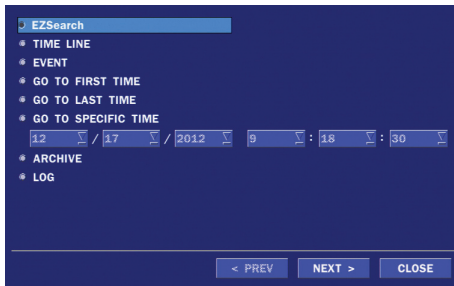 EZSearch
TIME LINE
EVENT
GO TO FIRST TIME
GO TO LAST TIME
GO TO SPECIFIC TIME
12 / 17 / 2012 9 : 18 : 30
ARCHIVE
LOG
< PREV NEXT > CLOSE